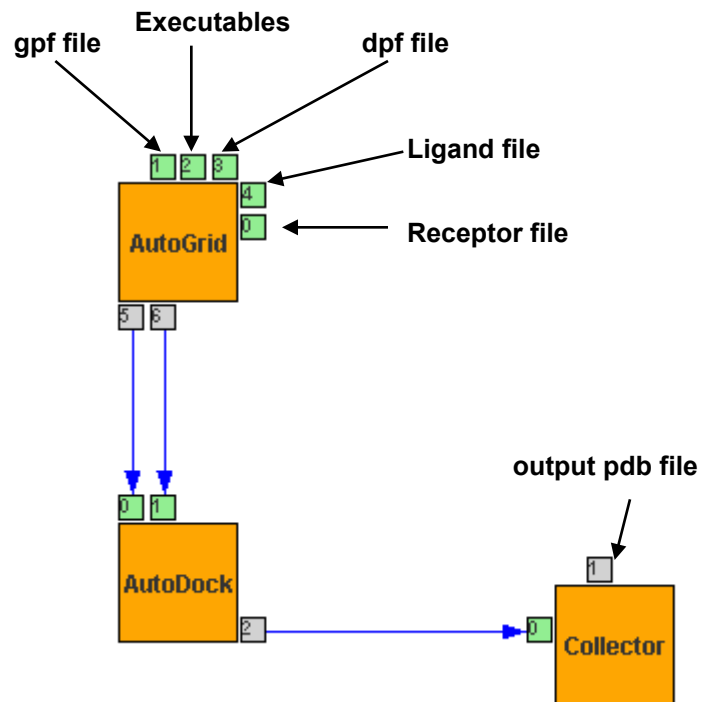 Executables
gpf file
dpf file
Ligand file
1 2 3
4
0
AutoGrid
Receptor file
5 6
output pdb file
0 1
1
AutoDock
2
0
Collector